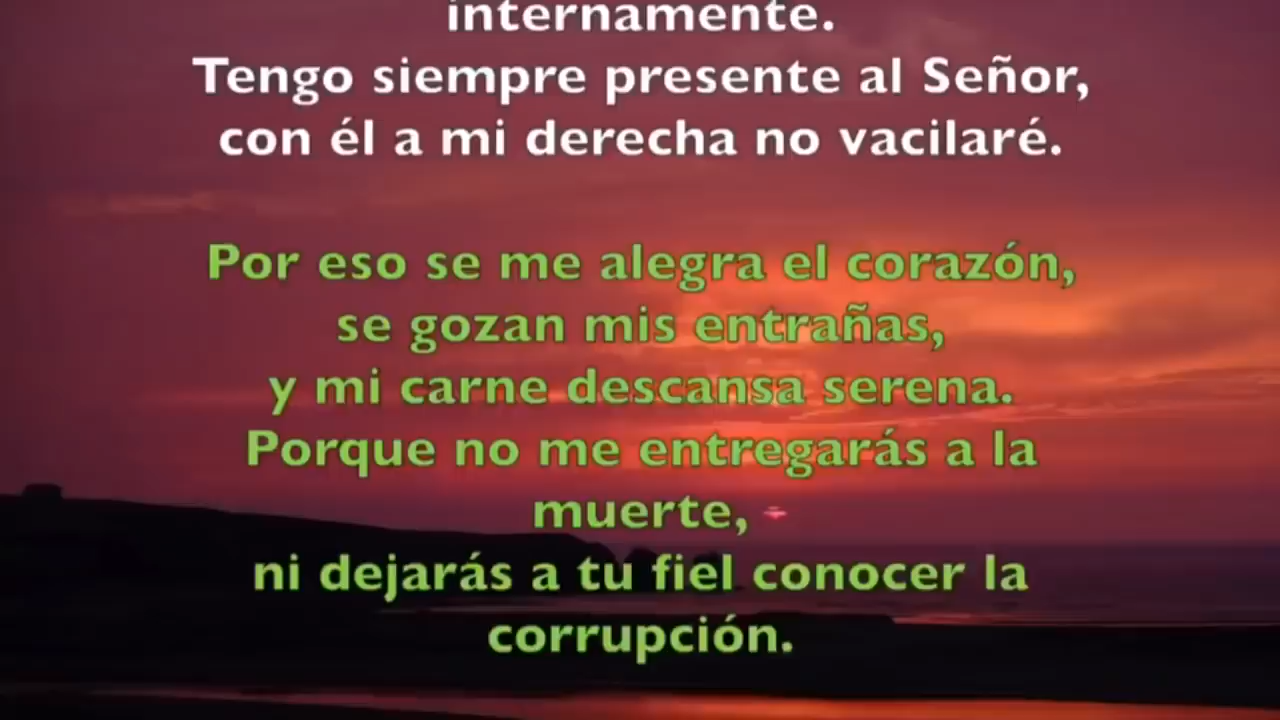 internamente.
Tengo siempre presente al Señor,
con él a mi derecha no vacilaré.
Por eso se me alegra el corazón,
se gozan mis entrañas,
y mi carne descansa serena.
Porque no me entregarás a la
muerte,
ni dejarás a tu fiel conocer la
corrupción.